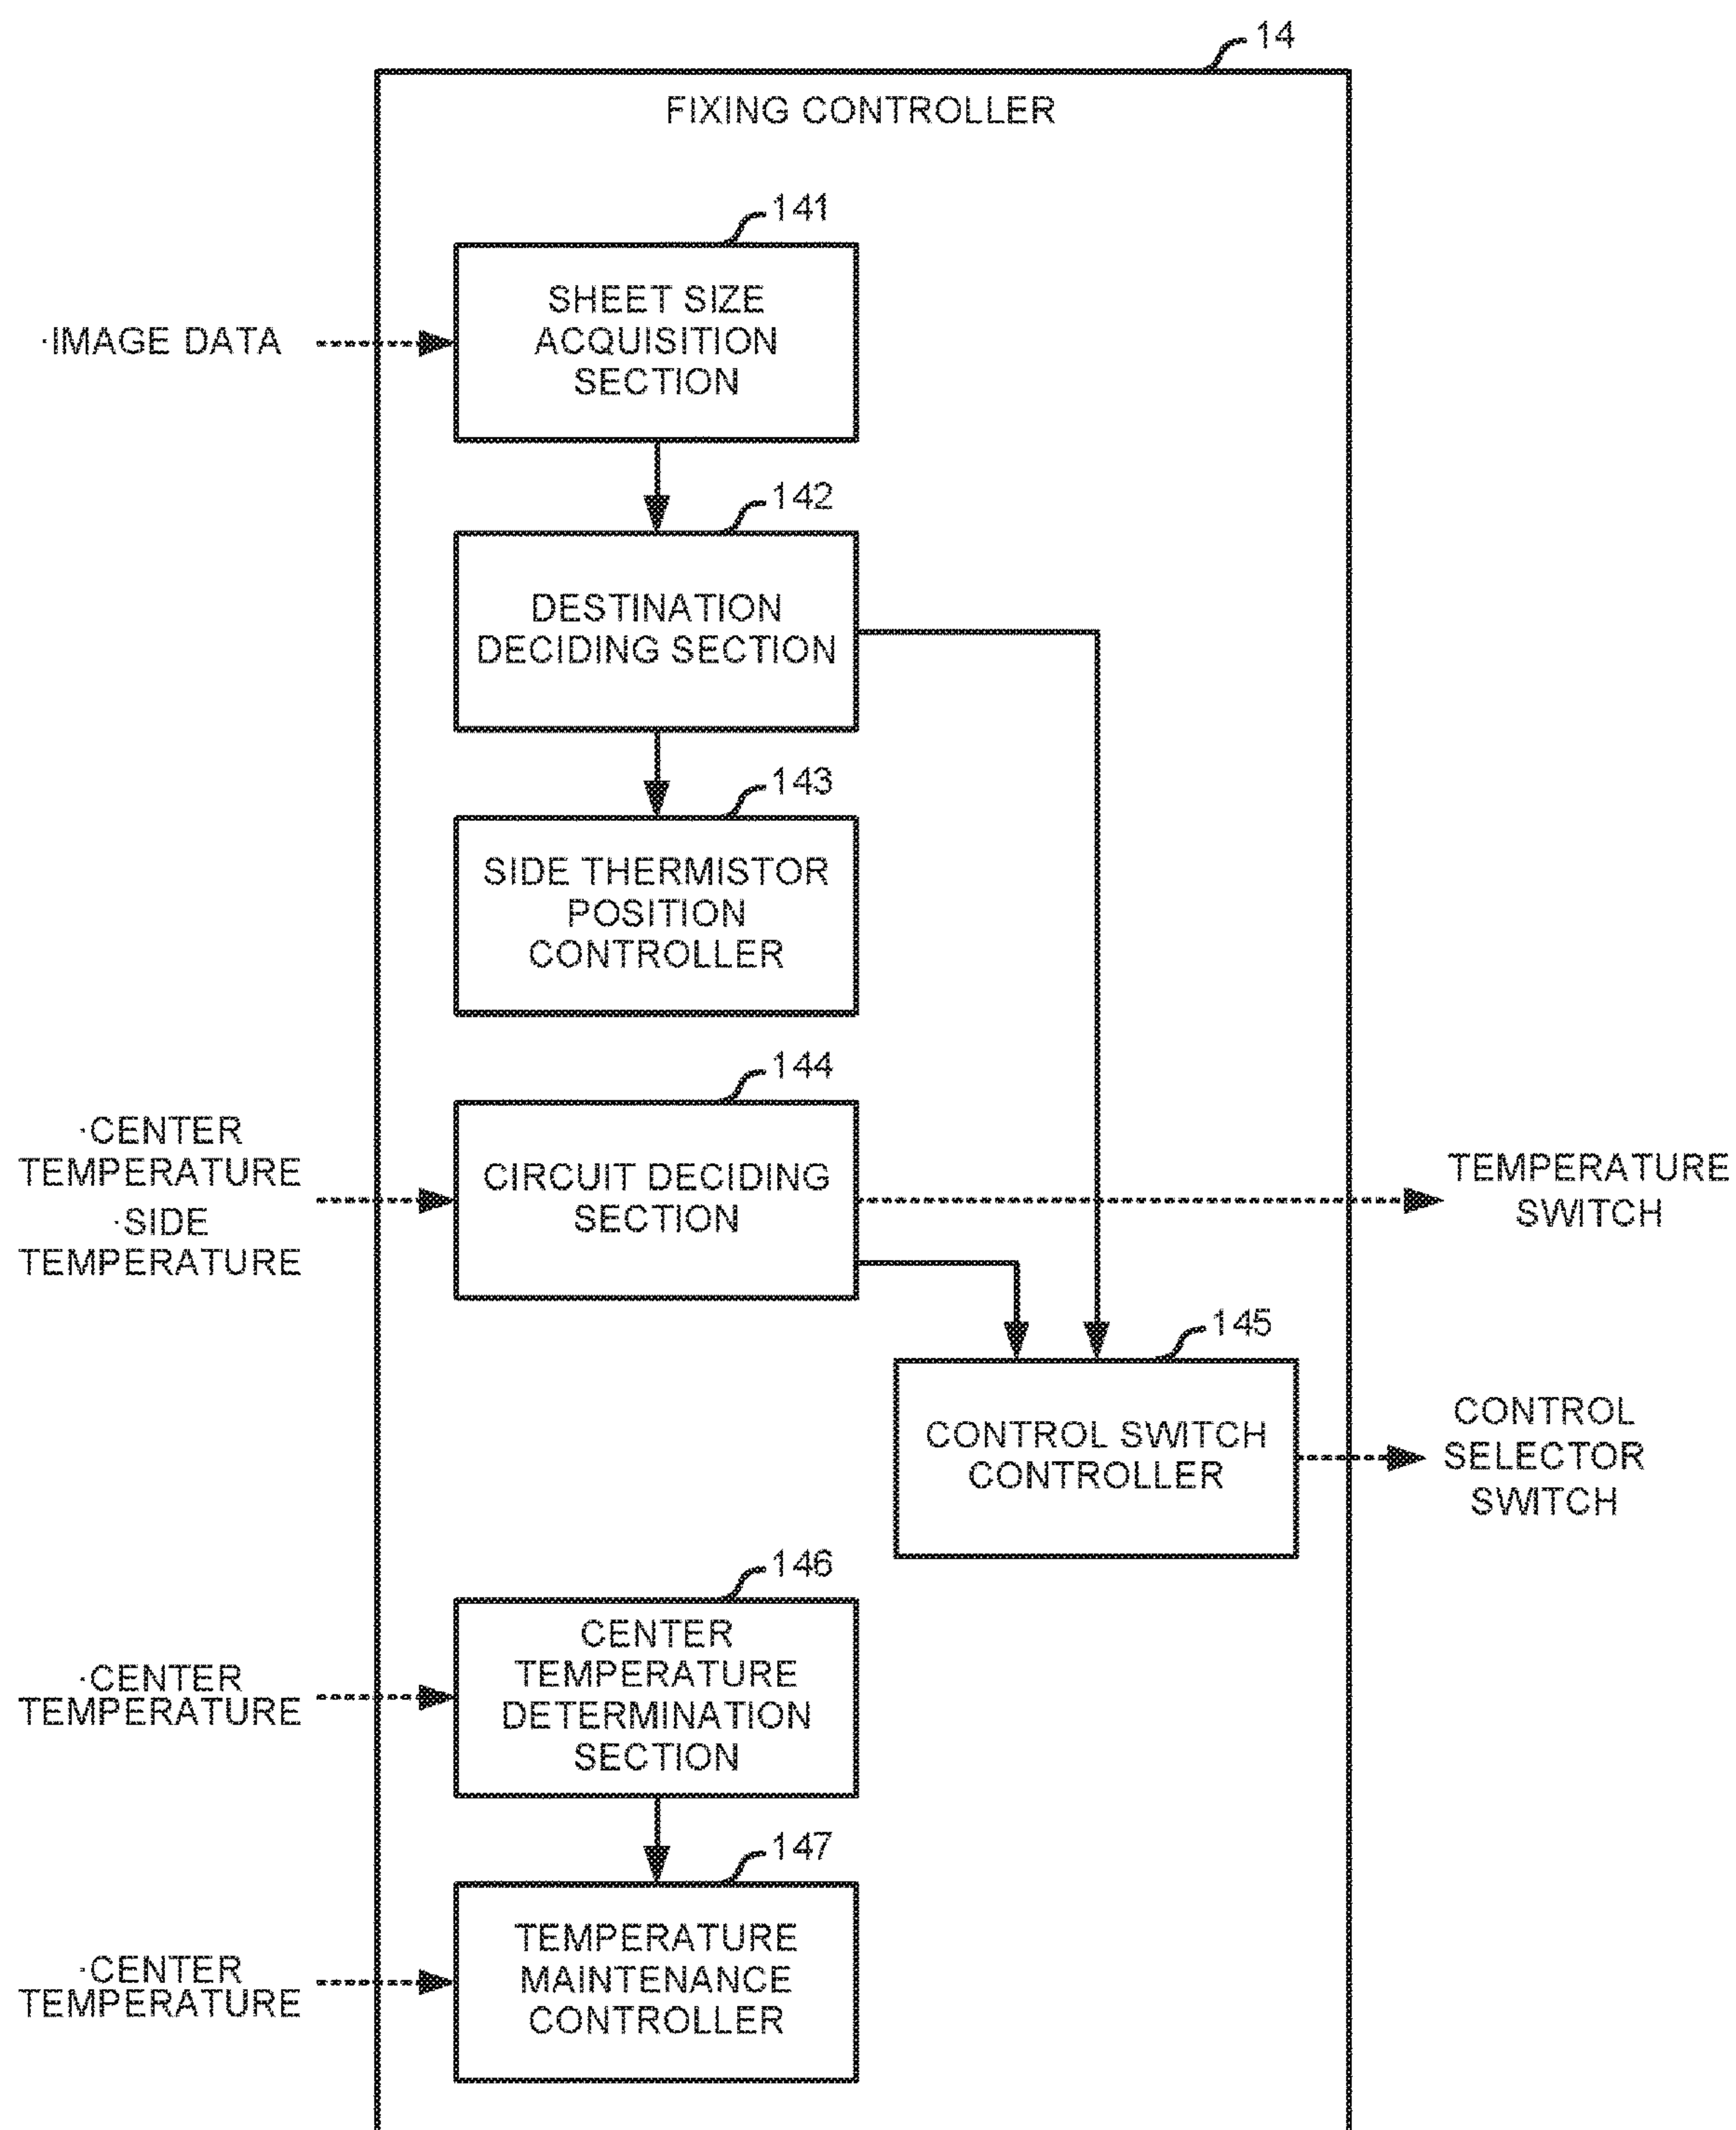 14
FIXING CONTROLLER
141
SHEET SIZE
ACQUISITION
SECTION
·IMAGE DATA
142
DESTINATION
DECIDING SECTION
143
SIDE THERMISTOR
POSITION
CONTROLLER
144
·CENTER
TEMPERATURE
·SIDE
TEMPERATURE
CIRCUIT DECIDING
SECTION
TEMPERATURE
SWITCH
145
CONTROL SWITCH
CONTROLLER
CONTROL
SELECTOR
SWITCH
146
CENTER
TEMPERATURE
DETERMINATION
SECTION
·CENTER
TEMPERATURE
147
TEMPERATURE
MAINTENANCE
CONTROLLER
·CENTER
TEMPERATURE